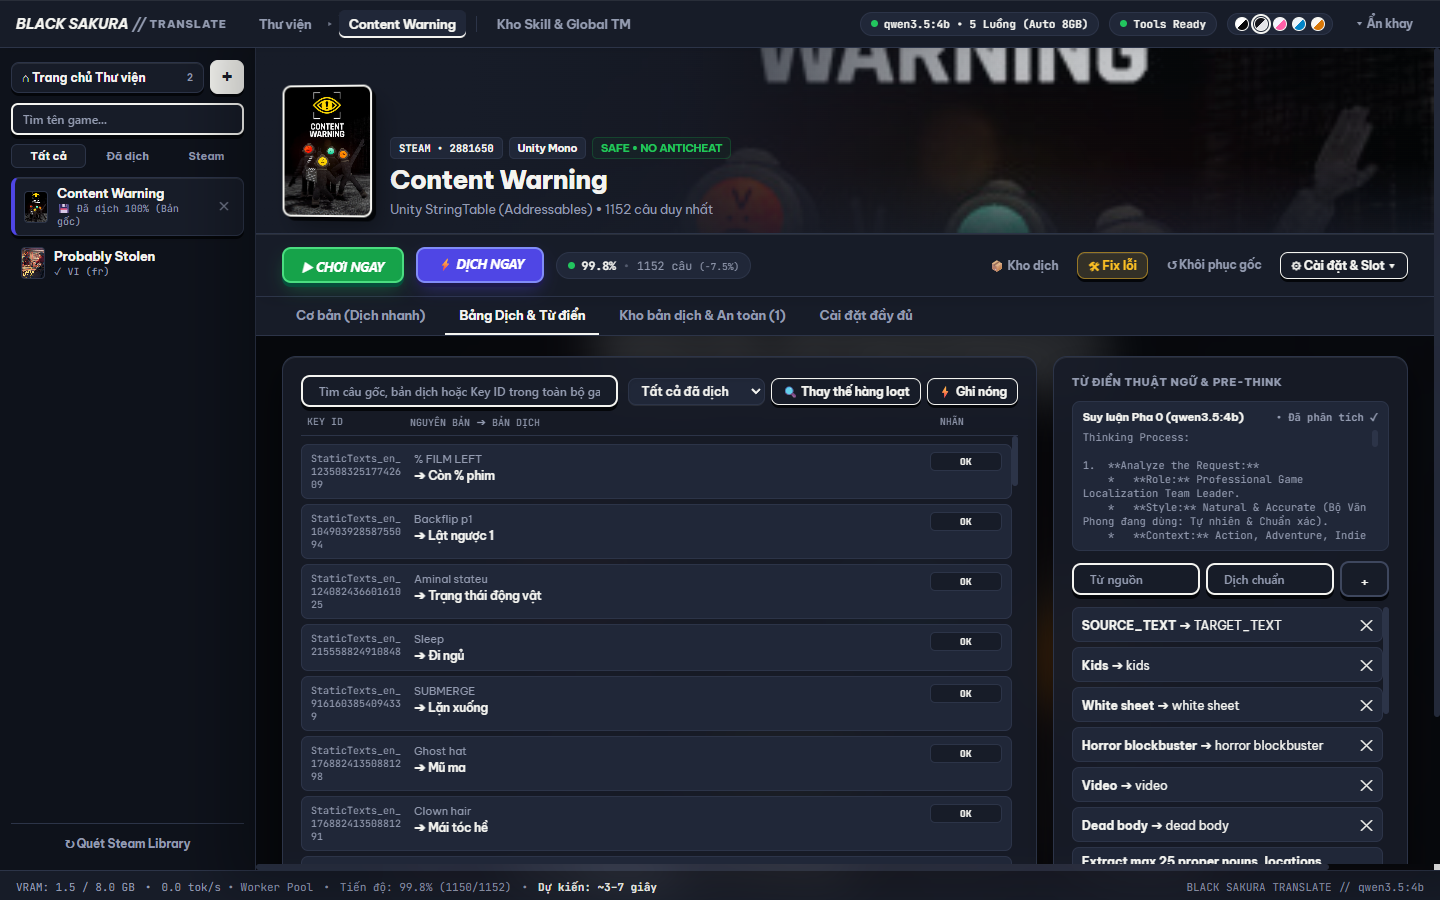 BLACK SAKURA // TRANSLATE
Thư viện
Content Warning
Kho Skill & Global TM
qwen3.5:4b • 5 Luồng (Auto 8GB)
Tools Ready
Ẩn khay
Trang chủ Thư viện 2
+
Tìm tên game...
Tất cả Đã dịch Steam
Content Warning
Đã dịch 100% (Bản
gốc)
Probably Stolen
✓ VI (fr)
↻ Quét Steam Library
WARNING
CONTENT
WARNING
STEAM • 2881650
Unity Mono
SAFE • NO ANTICHEAT
Content Warning
Unity StringTable (Addressables) • 1152 câu duy nhất
▶ CHƠI NGAY
⚡ DỊCH NGAY
99.8% • 1152 câu (-7.5%)
Kho dịch
Fix lỗi
↺ Khôi phục gốc
⚙ Cài đặt & Slot ▾
Cơ bản (Dịch nhanh)
Bảng Dịch & Từ điển
Kho bản dịch & An toàn (1)
Cài đặt đầy đủ
Tìm câu gốc, bản dịch hoặc Key ID trong toàn bộ ga
Tất cả đã dịch
Thay thế hàng loạt
Ghi nóng
KEY ID NGUYÊN BẢN ➔ BẢN DỊCH NHÃN
StaticTexts_en_
123508325177426
09
% FILM LEFT
➔ Còn % phim
OK
StaticTexts_en_
104903928587550
94
Backflip p1
➔ Lật ngược 1
OK
StaticTexts_en_
124082436601610
25
Aminal stateu
➔ Trạng thái động vật
OK
StaticTexts_en_
215558824910848
Sleep
➔ Đi ngủ
OK
StaticTexts_en_
916160385409433
9
SUBMERGE
➔ Lặn xuống
OK
StaticTexts_en_
176882413508812
98
Ghost hat
➔ Mũ ma
OK
StaticTexts_en_
176882413508812
91
Clown hair
➔ Mái tóc hề
OK
TỪ ĐIỂN THUẬT NGỮ & PRE-THINK
Suy luận Pha 0 (qwen3.5:4b) • Đã phân tích ✓
Thinking Process:
1. **Analyze the Request:**
* **Role:** Professional Game
Localization Team Leader.
* **Style:** Natural & Accurate (Bộ Văn
Phong đang dùng: Tự nhiên & Chuẩn xác).
* **Context:** Action, Adventure, Indie
Từ nguồn
Dịch chuẩn
+
SOURCE_TEXT ➔ TARGET_TEXT
Kids ➔ kids
White sheet ➔ white sheet
Horror blockbuster ➔ horror blockbuster
Video ➔ video
Dead body ➔ dead body
Extract max 25 proper nouns, locations,
VRAM: 1.5 / 8.0 GB • 0.0 tok/s • Worker Pool • Tiến độ: 99.8% (1150/1152) • Dự kiến: ~3-7 giây
BLACK SAKURA TRANSLATE // qwen3.5:4b